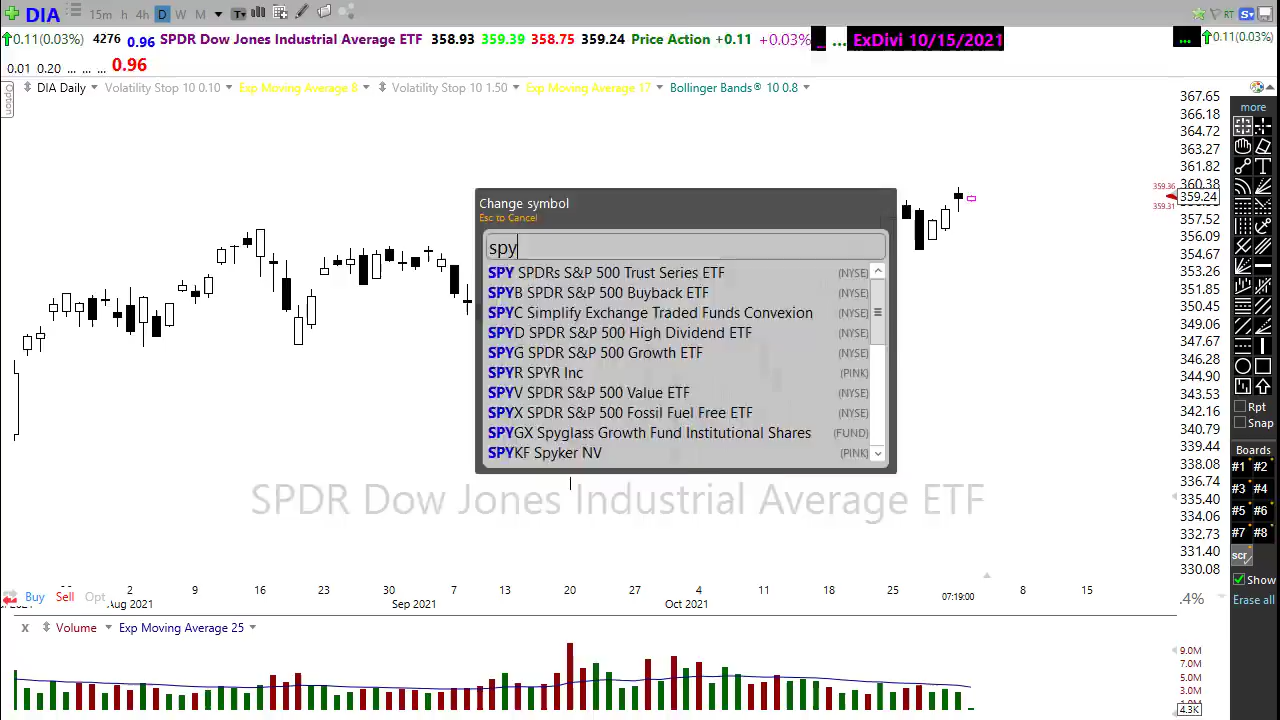 DIA 15m h 4h D W M T RT S
0.11(0.03%) 4276 0.96 SPDR Dow Jones Industrial Average ETF 358.93 359.39 358.75 359.24 Price Action +0.11 +0.03% _ ... ExDivi 10/15/2021 ... 0.11(0.03%)
0.01 0.20 ... ... 0.96
Option
DIA Daily Volatility Stop 10 0.10 Exp Moving Average 8 Volatility Stop 10 1.50 Exp Moving Average 17 Bollinger Bands® 10 0.8
Change symbol
Esc to Cancel
spy
SPY SPDRs S&P 500 Trust Series ETF (NYSE)
SPYB SPDR S&P 500 Buyback ETF (NYSE)
SPYC Simplify Exchange Traded Funds Convexion (NYSE)
SPYD SPDR S&P 500 High Dividend ETF (NYSE)
SPYG SPDR S&P 500 Growth ETF (NYSE)
SPYR SPYR Inc (PINK)
SPYV SPDR S&P 500 Value ETF (NYSE)
SPYX SPDR S&P 500 Fossil Fuel Free ETF (NYSE)
SPYGX Spyglass Growth Fund Institutional Shares (FUND)
SPYKF Spyker NV (PINK)
SPDR Dow Jones Industrial Average ETF
367.65
366.18
364.72
363.27
361.82
360.38
359.36
359.24
359.31
357.52
356.09
354.67
353.26
351.85
350.45
349.06
347.67
346.28
344.90
343.53
342.16
340.79
339.44
338.08
336.74
335.40
334.06
332.73
331.40
330.08
more
Rpt
Snap
Boards
#1 #2
#3 #4
#5 #6
#7 #8
scr
Show
Erase all
Buy Sell Opt
2 9 16 23 30 7 13 20 27 4 11 18 25 07:19:00 8 15
Aug 2021 Sep 2021 Oct 2021
.4%
x Volume Exp Moving Average 25
9.0M
7.0M
5.0M
3.0M
1.0M
4.3K